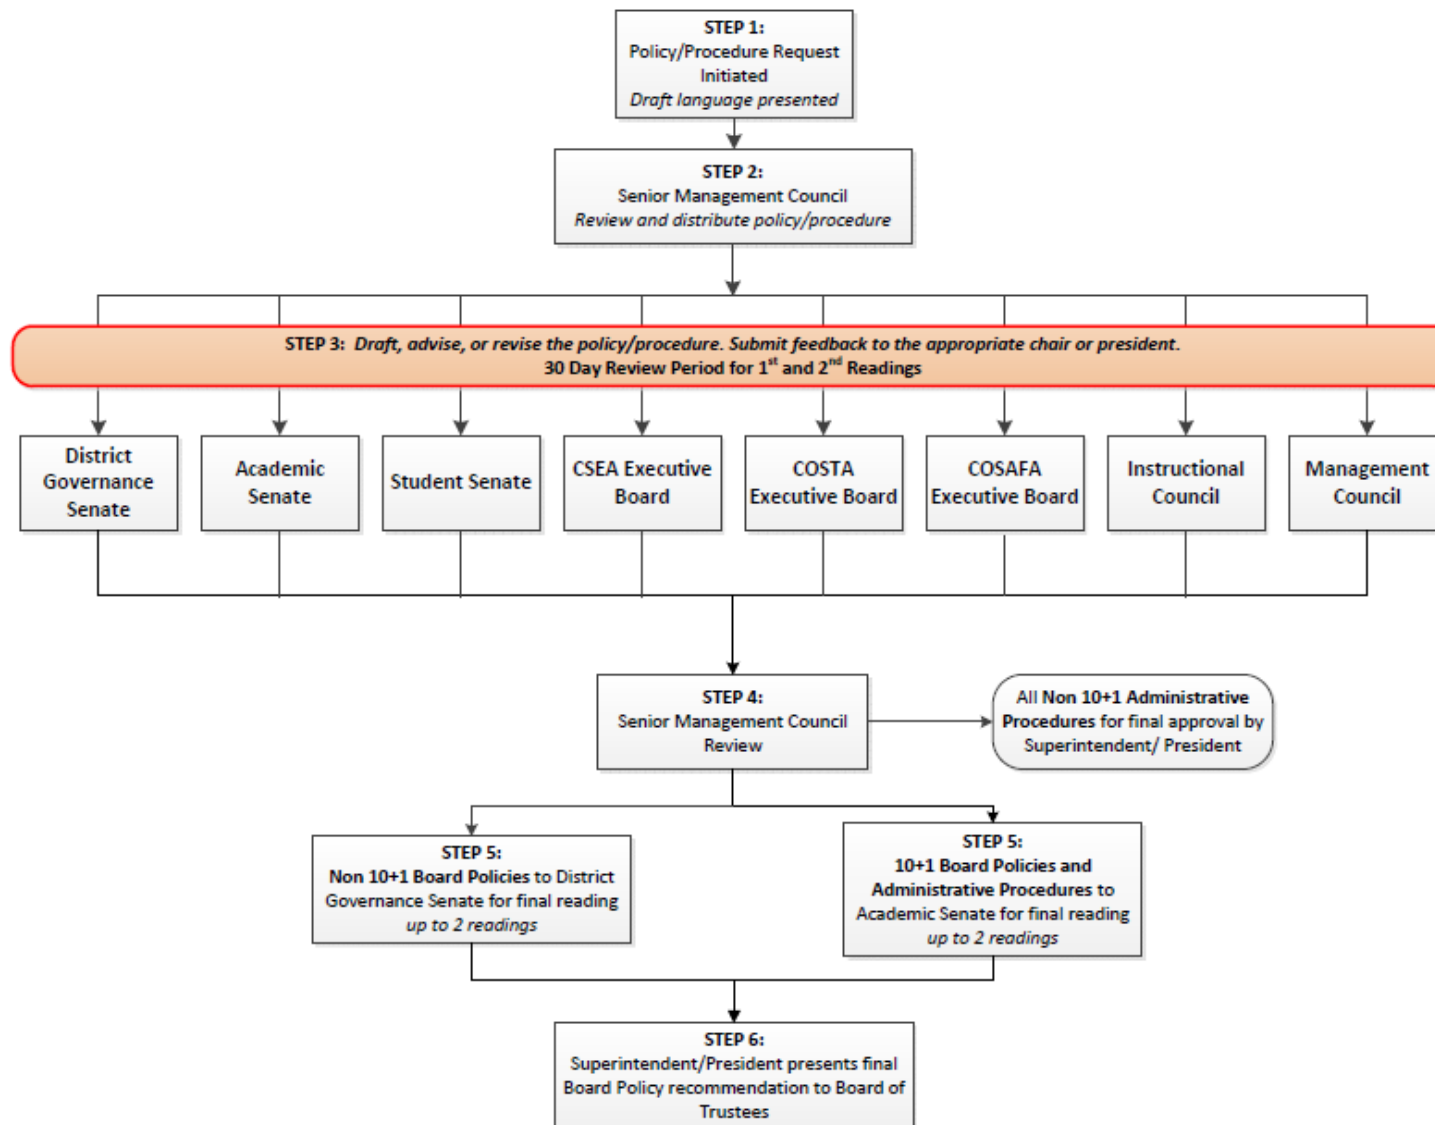 STEP 1:
Policy/Procedure Request
Initiated
Draft language presented
STEP 2:
Senior Management Council
Review and distribute policy/procedure
STEP 3: Draft, advise, or revise the policy/procedure. Submit feedback to the appropriate chair or president.
30 Day Review Period for 1st and 2nd Readings
District
Governance
Senate
Academic
Senate
Student Senate
CSEA Executive
Board
COSTA
Executive Board
COSAFA
Executive Board
Instructional
Council
Management
Council
STEP 4:
Senior Management Council
Review
All Non 10+1 Administrative
Procedures for final approval by
Superintendent/ President
STEP 5:
Non 10+1 Board Policies to District
Governance Senate for final reading
up to 2 readings
STEP 5:
10+1 Board Policies and
Administrative Procedures to
Academic Senate for final reading
up to 2 readings
STEP 6:
Superintendent/President presents final
Board Policy recommendation to Board of
Trustees